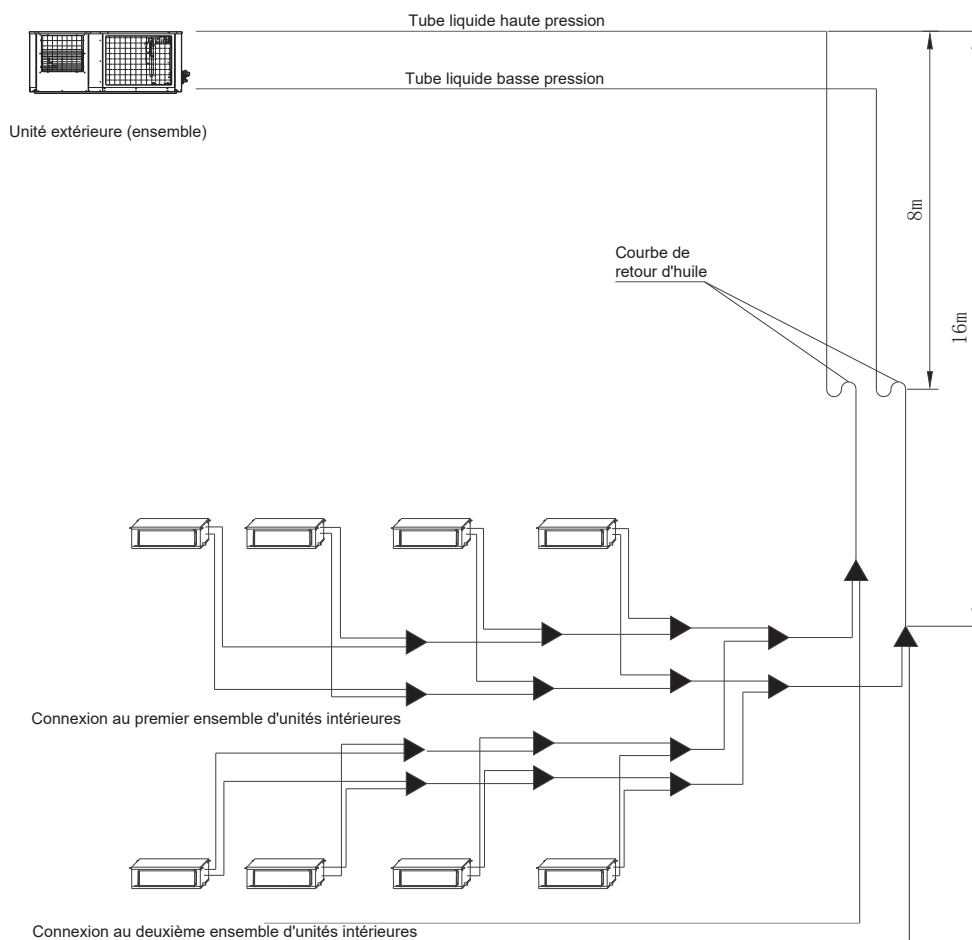 Tube liquide haute pression
Tube liquide basse pression
Unité extérieure (ensemble)
8m
Courbe de
retour d'huile
16m
Connexion au premier ensemble d'unités intérieures
Connexion au deuxième ensemble d'unités intérieures